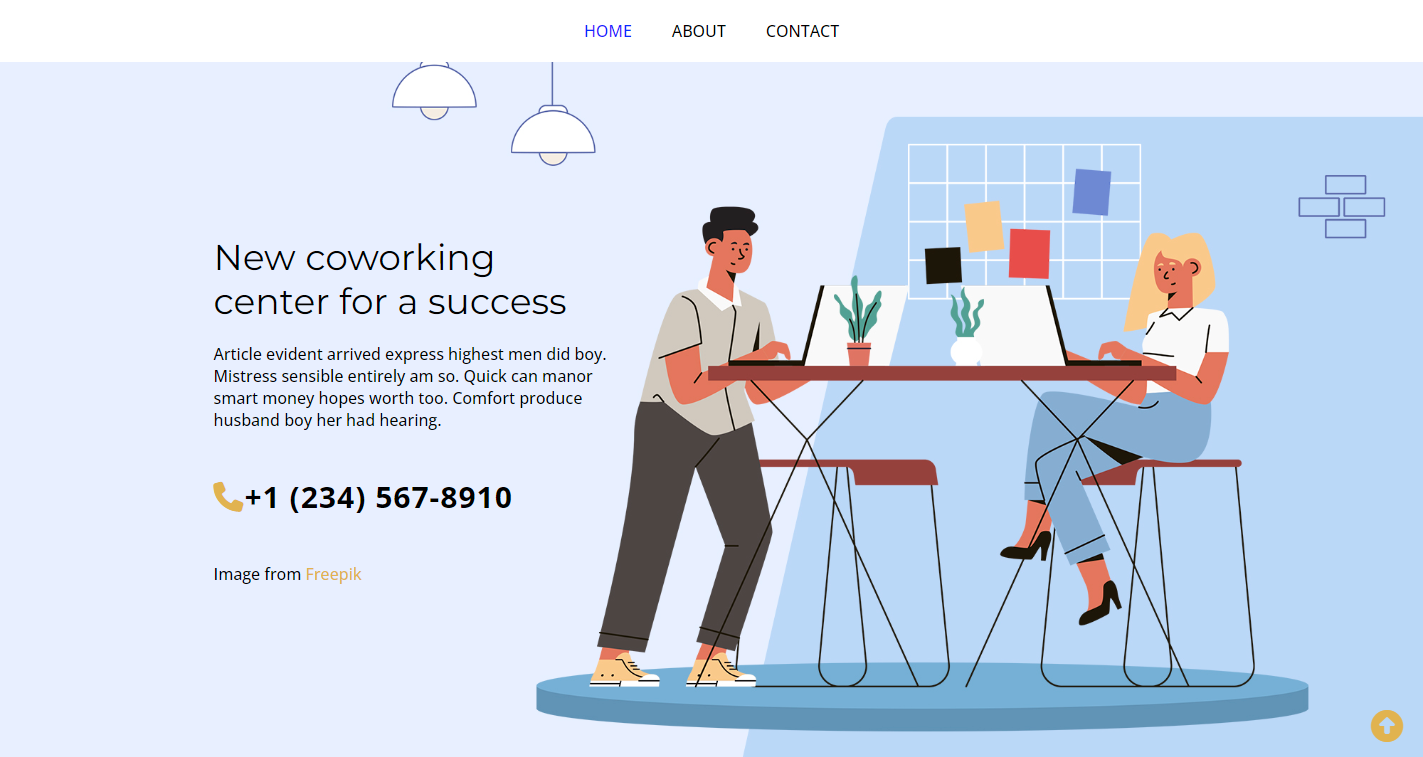 HOME ABOUT CONTACT
New coworking
center for a success
Article evident arrived express highest men did boy.
Mistress sensible entirely am so. Quick can manor
smart money hopes worth too. Comfort produce
husband boy her had hearing.
+1 (234) 567-8910
Image from Freepik